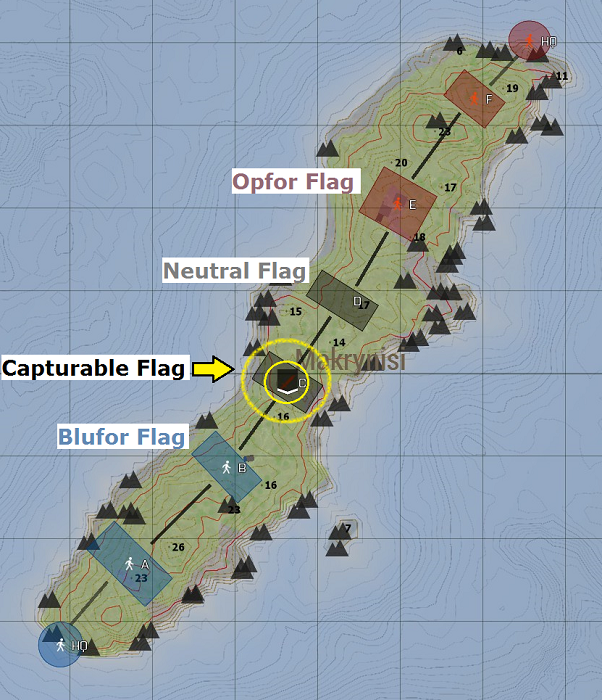 HQ
6
11
19
F
23
20
Opfor Flag
17
E
18
Neutral Flag
D
17
15
14
Makrynisi
Capturable Flag
C
16
Blufor Flag
B
16
23
7
26
A
23
HQ